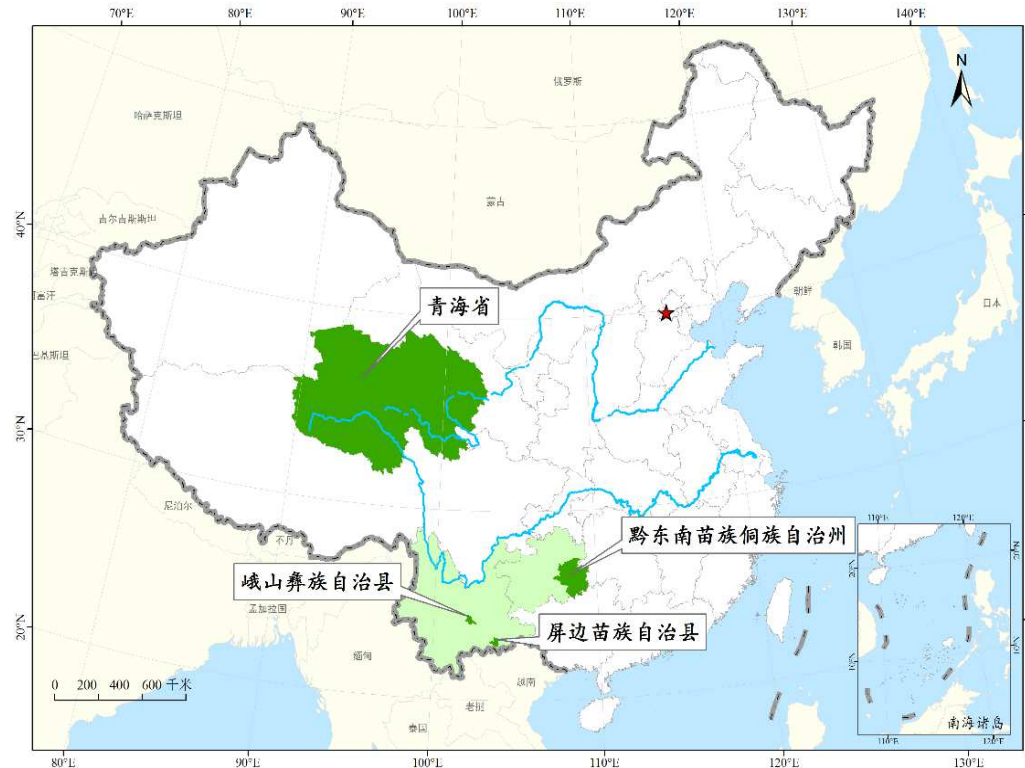 70°E 80°E 90°E 100°E 110°E 120°E 130°E 140°E
N
俄罗斯
哈萨克斯坦
蒙古
吉尔吉斯斯坦
40°N
塔吉克斯
朝鲜
日本
青海省
韩国
巴基斯坦
30°N
尼泊尔
不丹
黔东南苗族侗族自治州
110°E 120°E
20°N
峨山彝族自治县
孟加拉国
屏边苗族自治县
20°N
10°N
10°N
缅甸
越南
0 200 400 600 千米
老挝
泰国
南海诸岛
110°E 120°E
80°E 90°E 100°E 110°E 120°E 130°E